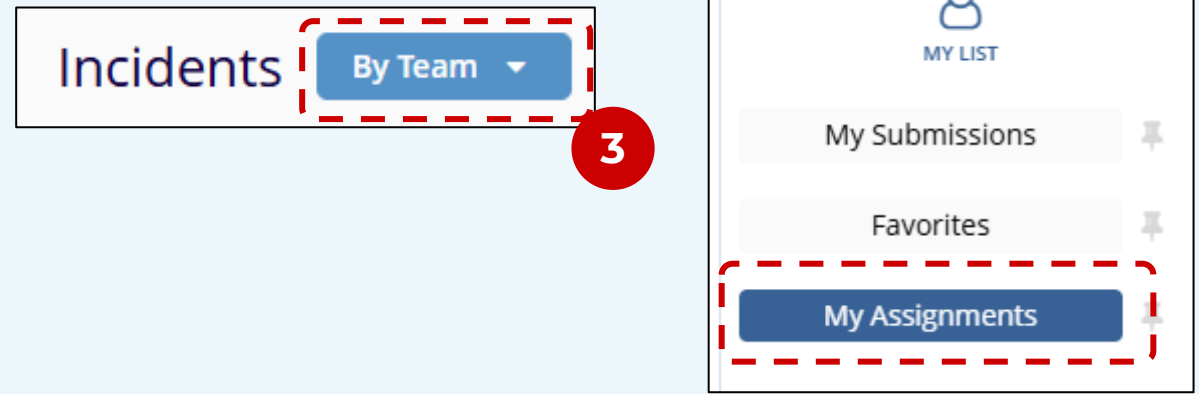 Incidents By Team
3
MY LIST
My Submissions
Favorites
My Assignments